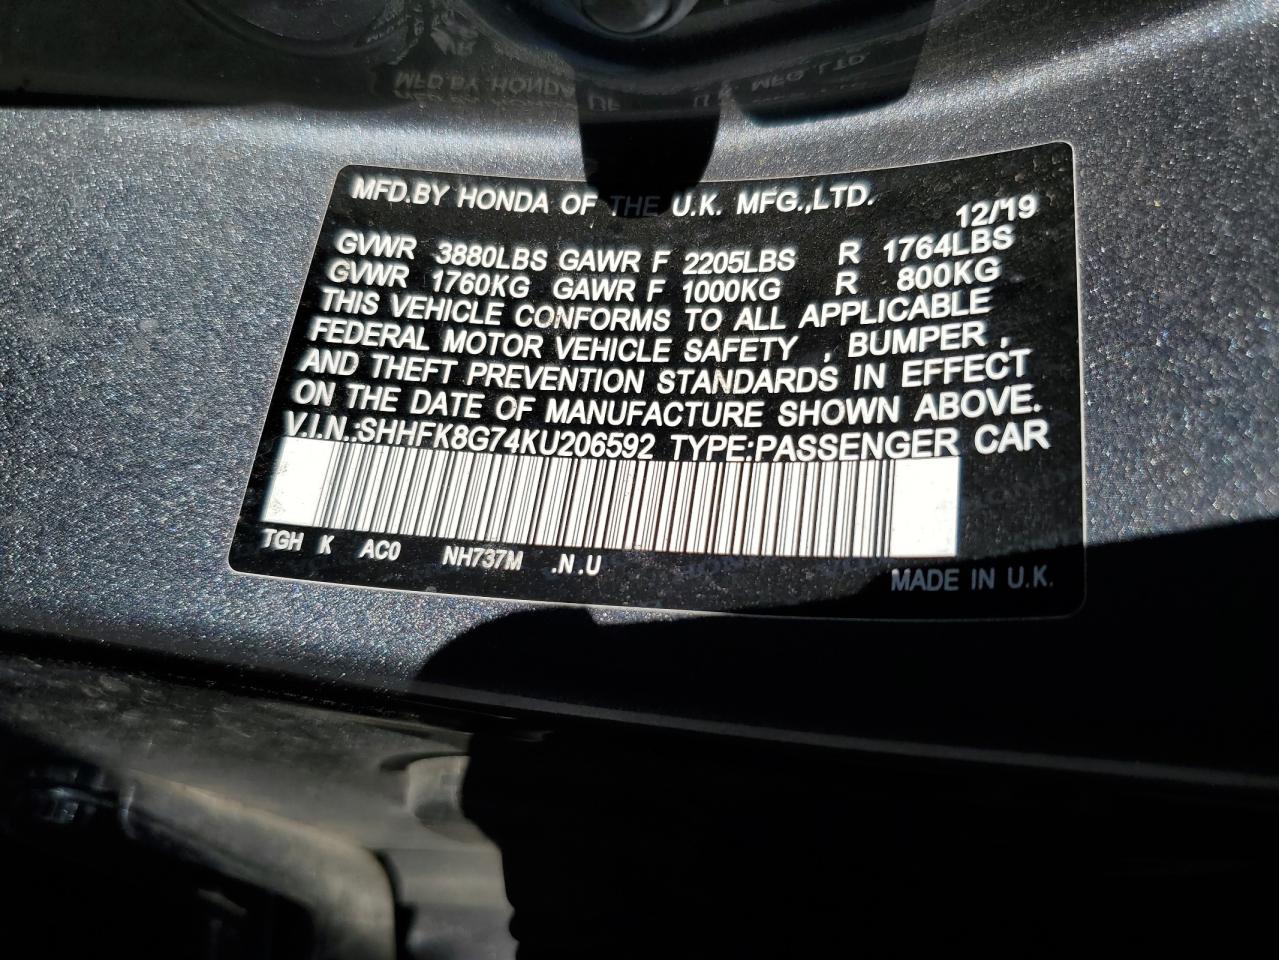 MFD.BY HONDA OF THE U.K. MFG.,LTD.
12/19
GVWR 3880LBS GAWR F 2205LBS R 1764LBS
GVWR 1760KG GAWR F 1000KG R 800KG
THIS VEHICLE CONFORMS TO ALL APPLICABLE
FEDERAL MOTOR VEHICLE SAFETY , BUMPER ,
AND THEFT PREVENTION STANDARDS IN EFFECT
ON THE DATE OF MANUFACTURE SHOWN ABOVE.
V.I.N.:SHHFK8G74KU206592 TYPE:PASSENGER CAR
TGH K AC0 NH737M .N.U
MADE IN U.K.